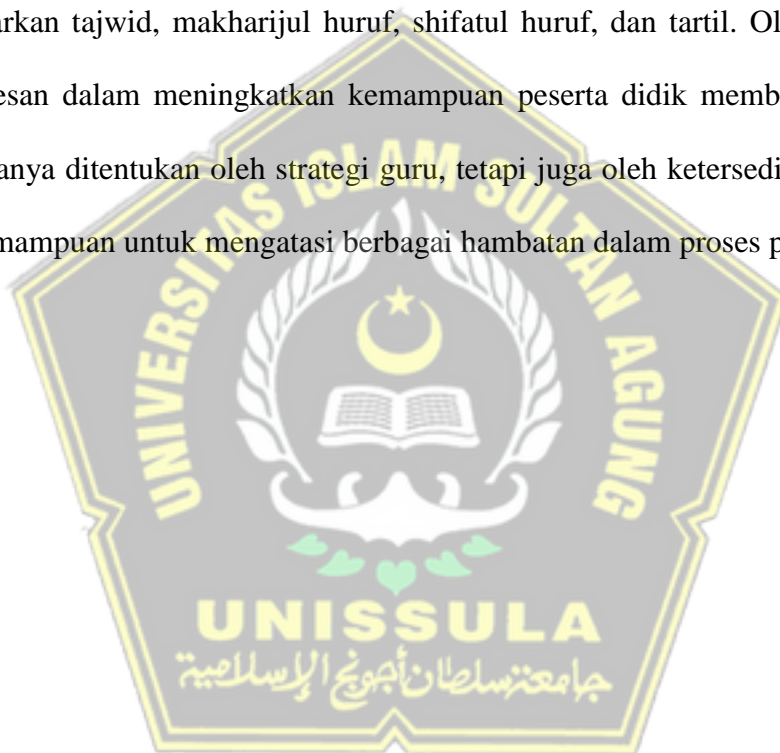 arkan tajwid, makharijul huruf, shifatul huruf, dan tartil. Ol
esan dalam meningkatkan kemampuan peserta didik memb
anya ditentukan oleh strategi guru, tetapi juga oleh ketersedi
mampuan untuk mengatasi berbagai hambatan dalam proses p
UNIVERSITAS ISLAM SULTAN AGUNG
UNISSULA
جامعة سلطان أجونج الإسلامية